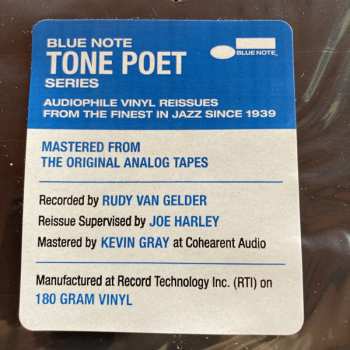 BLUE NOTE
TONE POET
SERIES
BLUE NOTE
AUDIOPHILE VINYL REISSUES
FROM THE FINEST IN JAZZ SINCE 1939
MASTERED FROM
THE ORIGINAL ANALOG TAPES
Recorded by RUDY VAN GELDER
Reissue Supervised by JOE HARLEY
Mastered by KEVIN GRAY at Cohearent Audio
Manufactured at Record Technology Inc. (RTI) on
180 GRAM VINYL